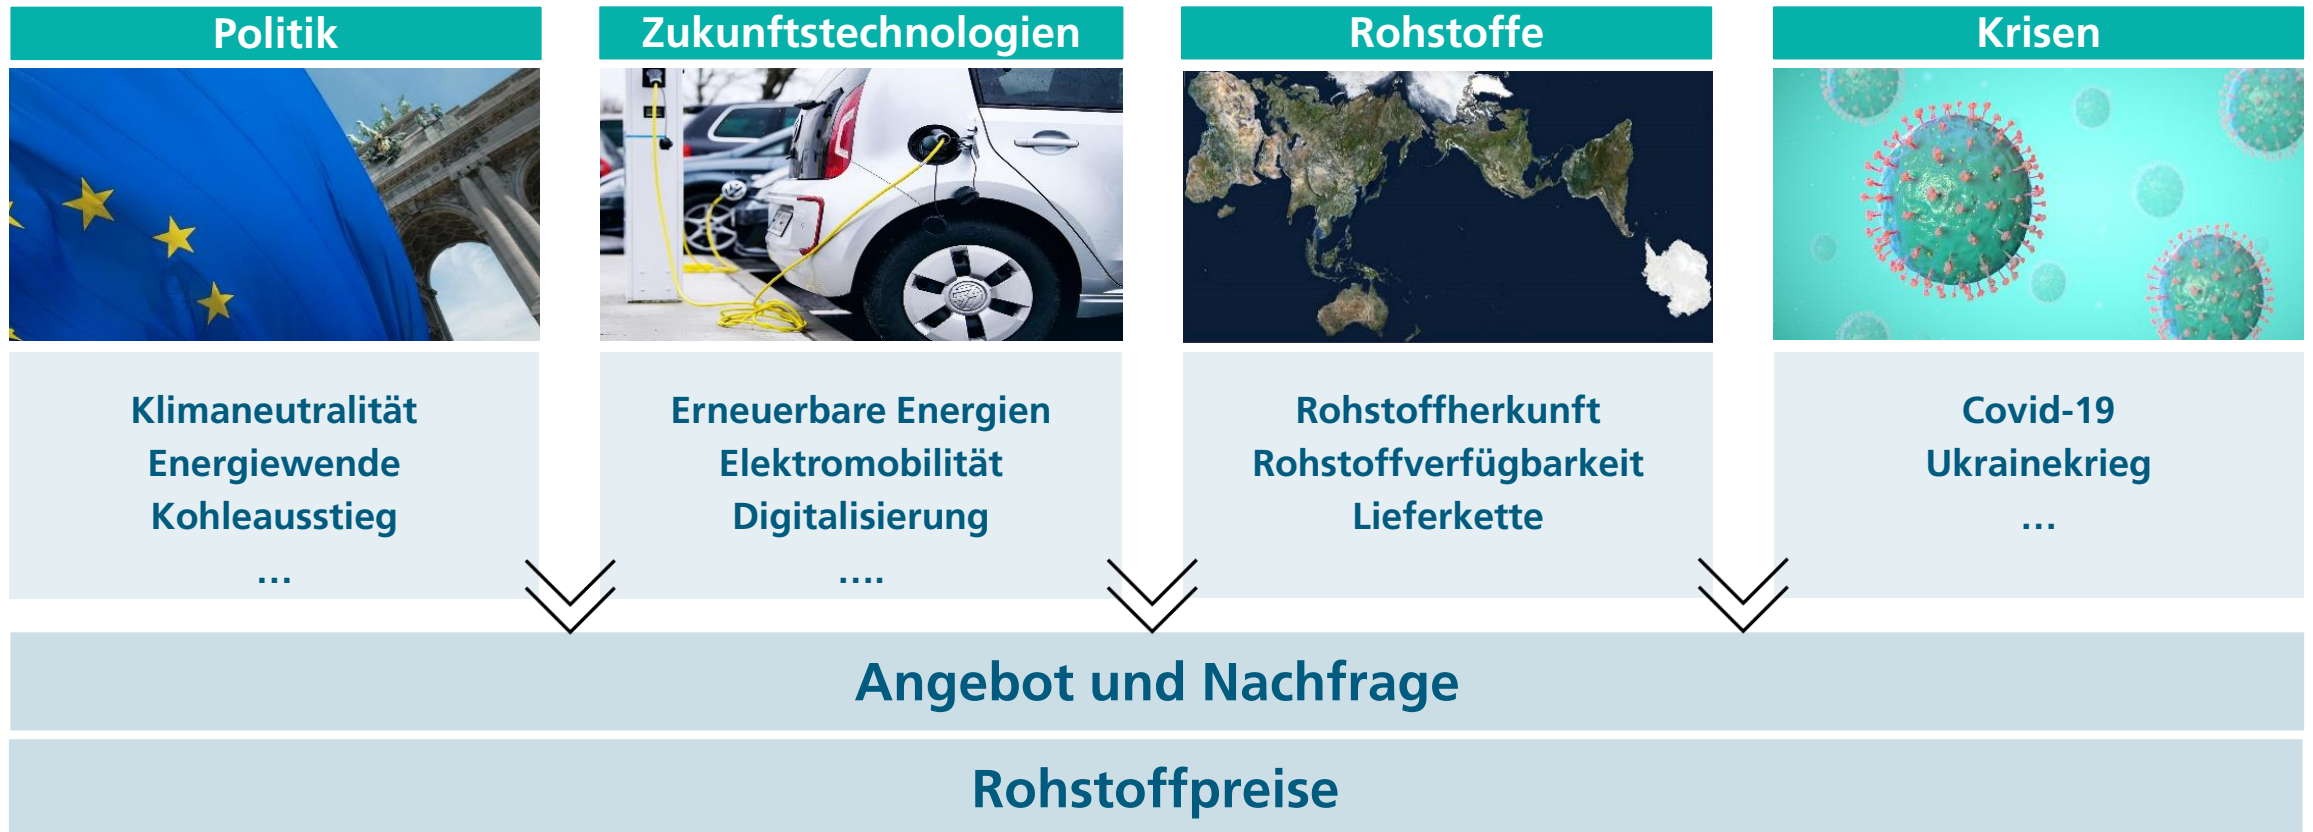 Politik
Klimaneutralität
Energiewende
Kohleausstieg
...
Zukunftstechnologien
Erneuerbare Energien
Elektromobilität
Digitalisierung
....
Rohstoffe
Rohstoffherkunft
Rohstoffverfügbarkeit
Lieferkette
Krisen
Covid-19
Ukrainekrieg
...
Angebot und Nachfrage
Rohstoffpreise